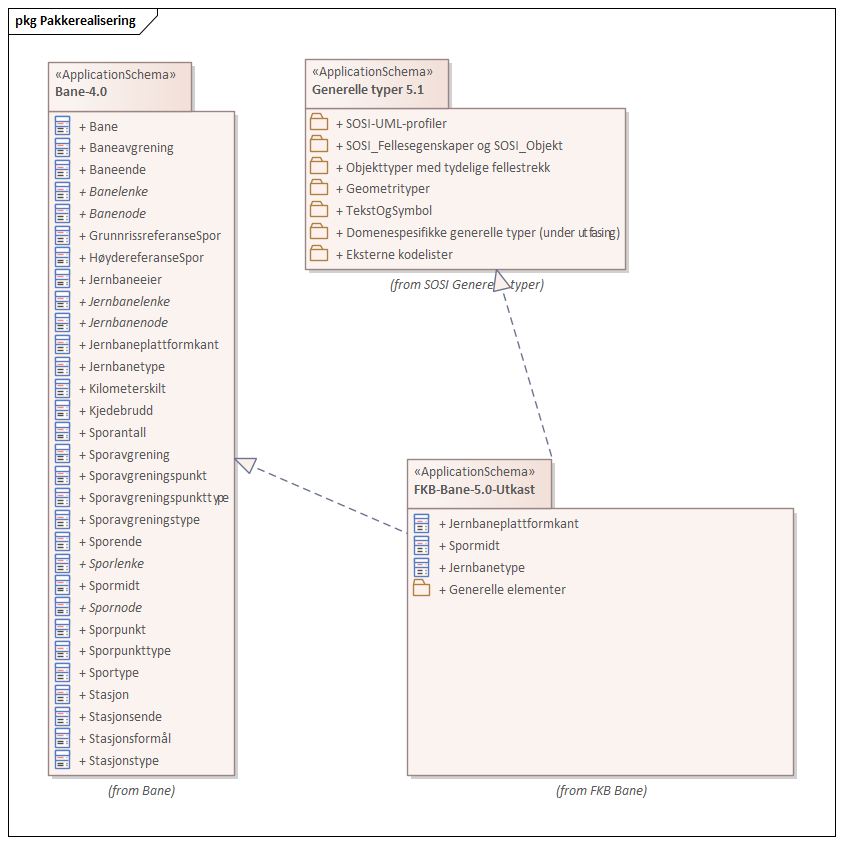 pkg Pakkerealisering
«ApplicationSchema»
Bane-4.0
+ Bane
+ Baneavgrening
+ Baneende
+ Banelenke
+ Banenode
+ GrunnrissreferanseSpor
+ HøydereferanseSpor
+ Jernbaneeier
+ Jernbanelenke
+ Jernbanenode
+ Jernbaneplattformkant
+ Jernbanetype
+ Kilometerskilt
+ Kjedebrudd
+ Sporantall
+ Sporavgrening
+ Sporavgreningspunkt
+ Sporavgreningspunkttype
+ Sporavgreningstype
+ Sporende
+ Sporlenke
+ Spormidt
+ Spornode
+ Sporpunkt
+ Sporpunkttype
+ Sportype
+ Stasjon
+ Stasjonsende
+ Stasjonsformål
+ Stasjonstype
(from Bane)
«ApplicationSchema»
Generelle typer 5.1
+ SOSI-UML-profiler
+ SOSI_Fellesegenskaper og SOSI_Objekt
+ Objekttyper med tydelige fellestrekk
+ Geometrityper
+ TekstOgSymbol
+ Domenespesifikke generelle typer (under utfasing)
+ Eksterne kodelister
(from SOSI Generelle typer)
«ApplicationSchema»
FKB-Bane-5.0-Utkast
+ Jernbaneplattformkant
+ Spormidt
+ Jernbanetype
+ Generelle elementer
(from FKB Bane)